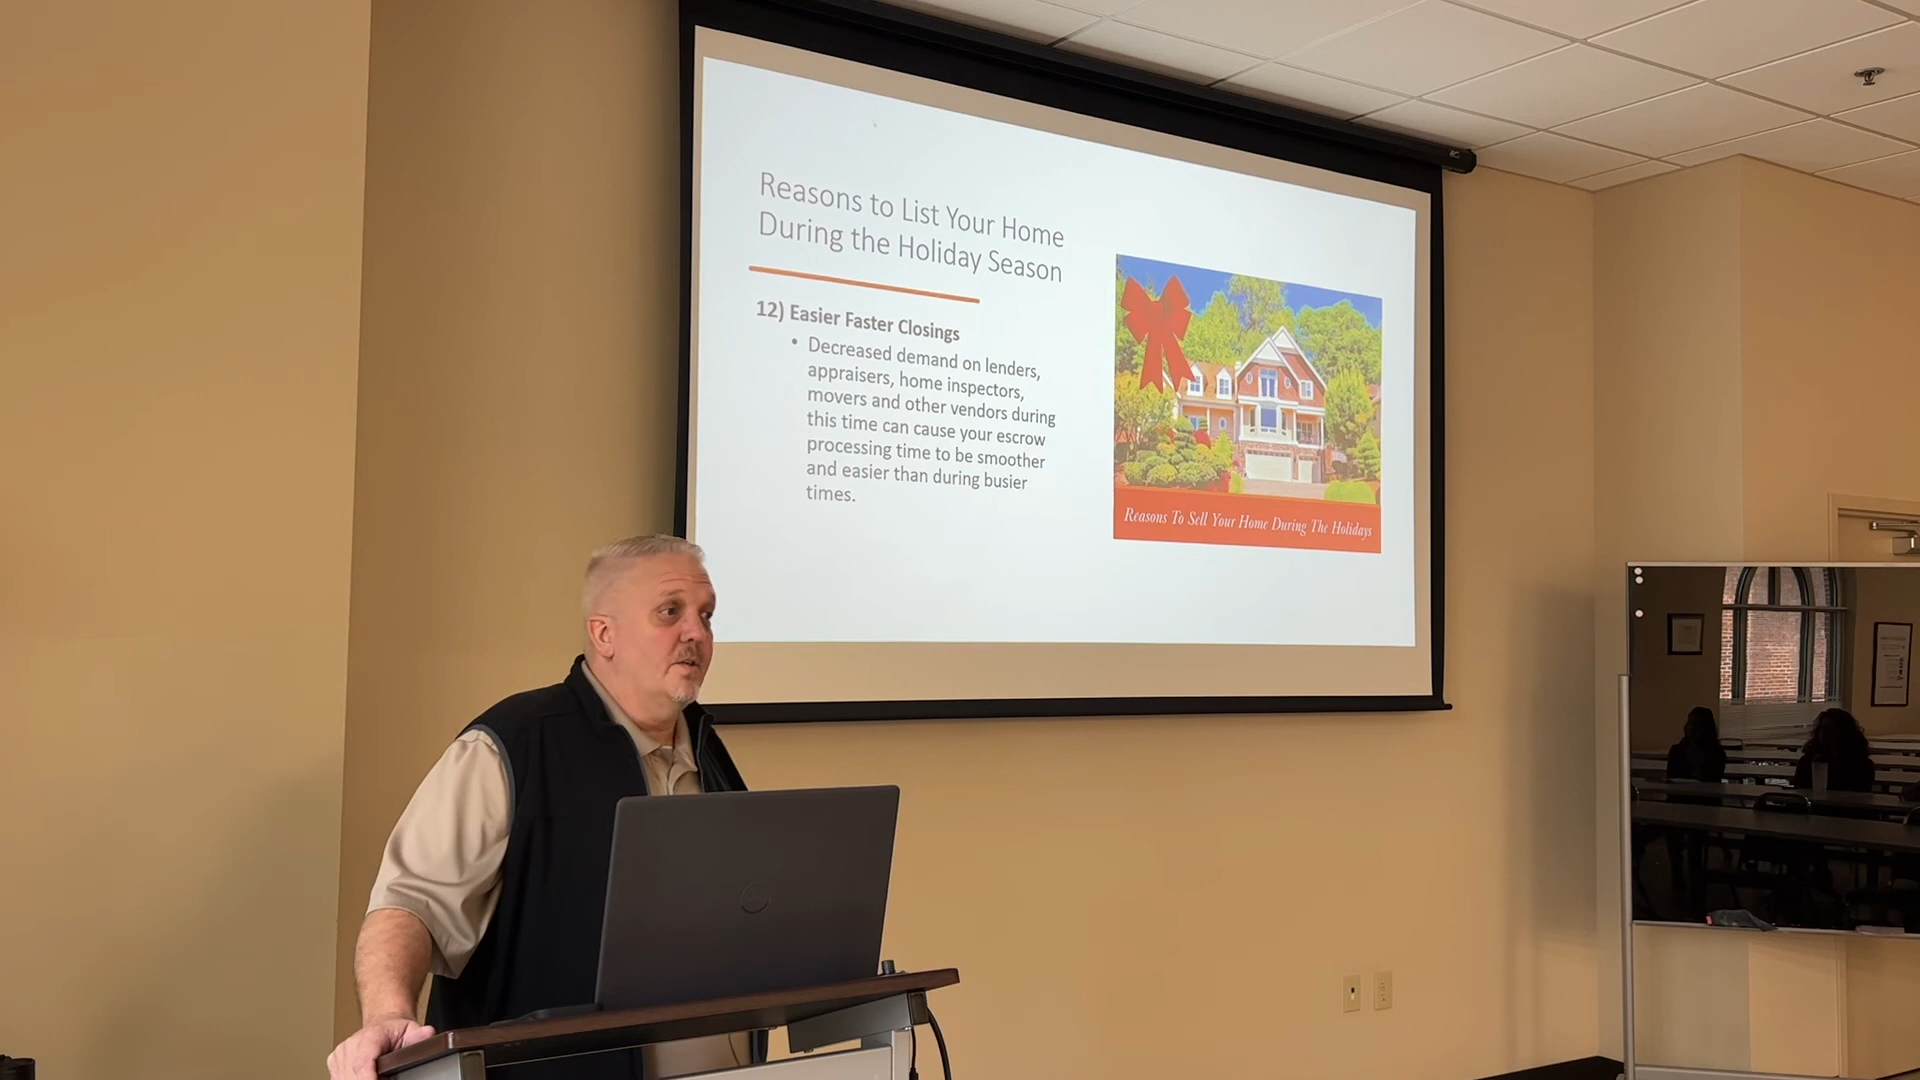 Reasons to List Your Home
During the Holiday Season
12) Easier Faster Closings
• Decreased demand on lenders,
appraisers, home inspectors,
movers and other vendors during
this time can cause your escrow
processing time to be smoother
and easier than during busier
times.
Reasons To Sell Your Home During The Holidays